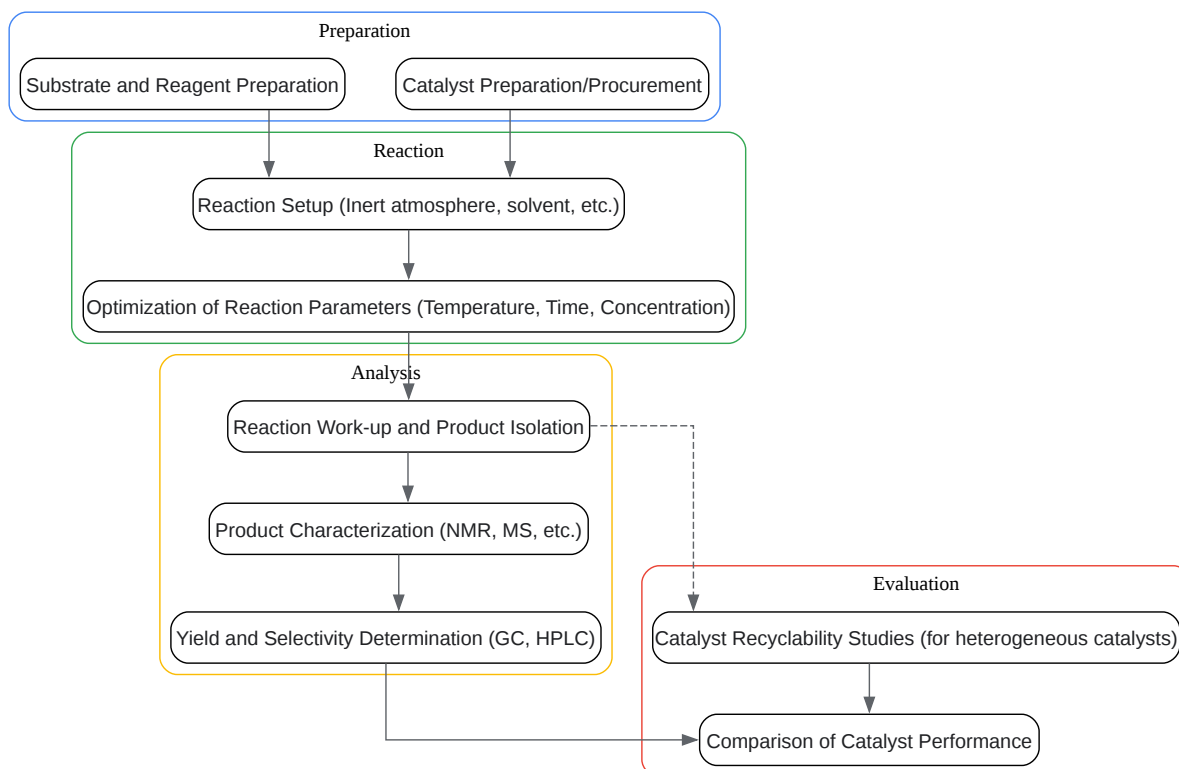 Preparation
Substrate and Reagent Preparation
Catalyst Preparation/Procurement
Reaction
Reaction Setup (Inert atmosphere, solvent, etc.)
Optimization of Reaction Parameters (Temperature, Time, Concentration)
Analysis
Reaction Work-up and Product Isolation
Product Characterization (NMR, MS, etc.)
Yield and Selectivity Determination (GC, HPLC)
Evaluation
Catalyst Recyclability Studies (for heterogeneous catalysts)
Comparison of Catalyst Performance